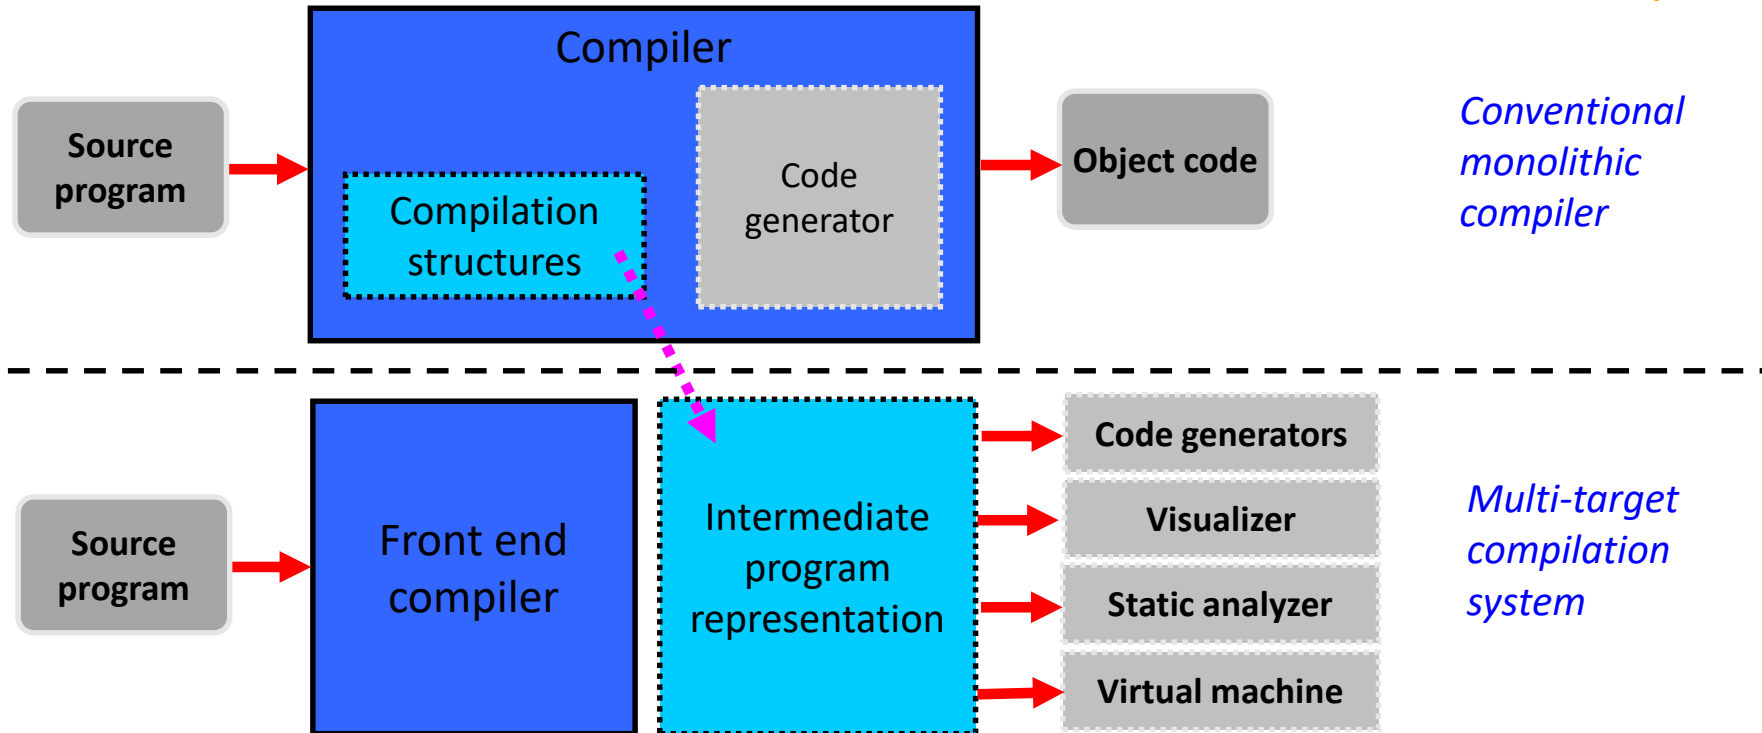 Compiler
Source
program
Compilation
structures
Code
generator
Object code
Conventional
monolithic
compiler
Source
program
Front end
compiler
Intermediate
program
representation
Code generators
Visualizer
Static analyzer
Virtual machine
Multi-target
compilation
system